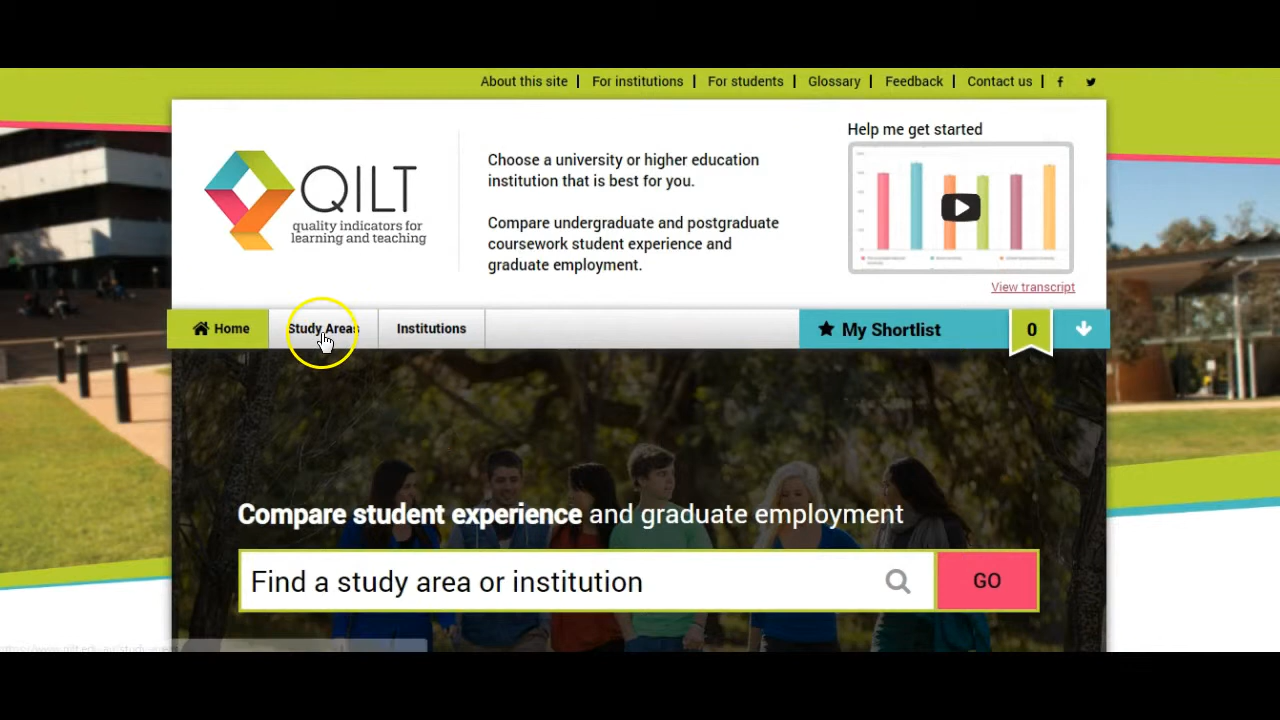 About this site | For institutions | For students | Glossary | Feedback | Contact us |
QILT
quality indicators for
learning and teaching
Choose a university or higher education
institution that is best for you.
Compare undergraduate and postgraduate
coursework student experience and
graduate employment.
Help me get started
View transcript
Home
Study Areas
Institutions
My Shortlist
0
Compare student experience and graduate employment
Find a study area or institution
GO